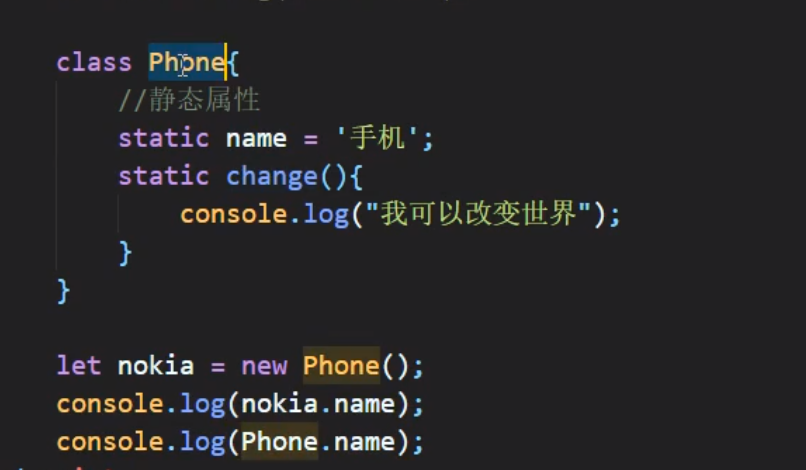 class Phone{
//静态属性
static name = '手机';
static change(){
console.log("我可以改变世界");
}
}
let nokia = new Phone();
console.log(nokia.name);
console.log(Phone.name);